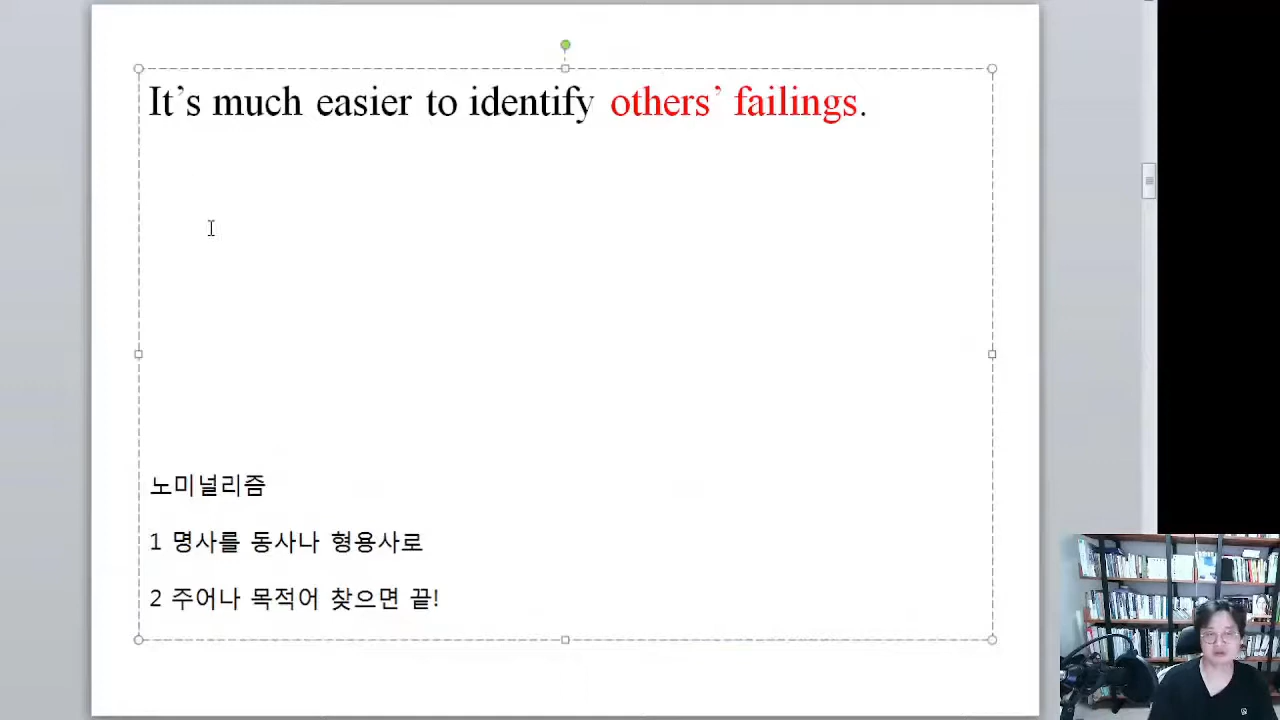 It’s much easier to identify others’ failings.
노미널리즘
1 명사를 동사나 형용사로
2 주어나 목적어 찾으면 끝!